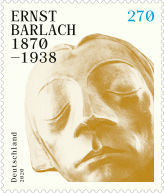 ERNST
BARLACH
1870
–1938
270
Deutschland
2020